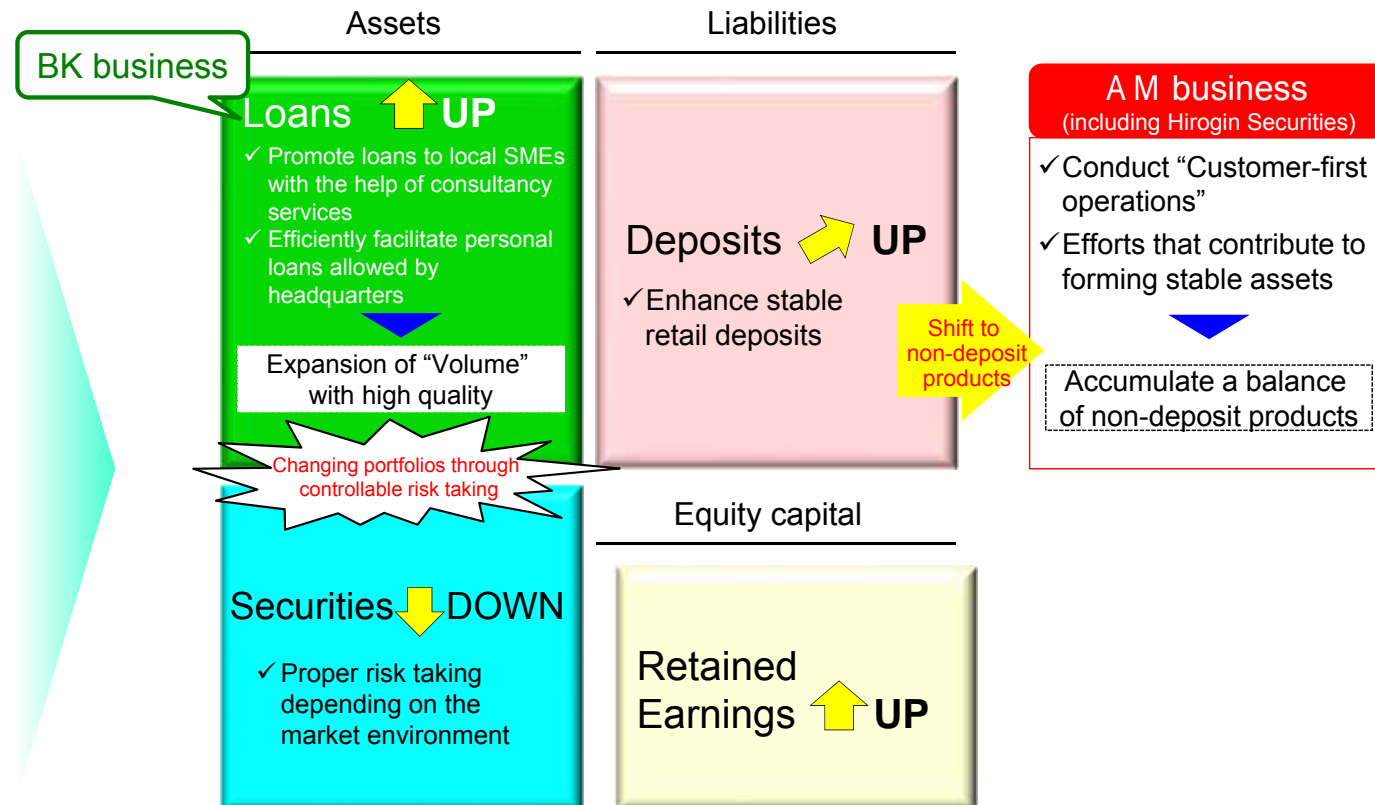 Assets
BK business
Loans UP
✓ Promote loans to local SMEs
with the help of consultancy
services
✓ Efficiently facilitate personal
loans allowed by
headquarters
Expansion of “Volume”
with high quality
Changing portfolios through
controllable risk taking
Securities DOWN
✓ Proper risk taking
depending on the
market environment
Liabilities
Deposits UP
✓ Enhance stable
retail deposits
Shift to
non-deposit
products
Equity capital
Retained
Earnings UP
A M business
(including Hirogin Securities)
✓ Conduct “Customer-first
operations”
✓ Efforts that contribute to
forming stable assets
Accumulate a balance
of non-deposit products